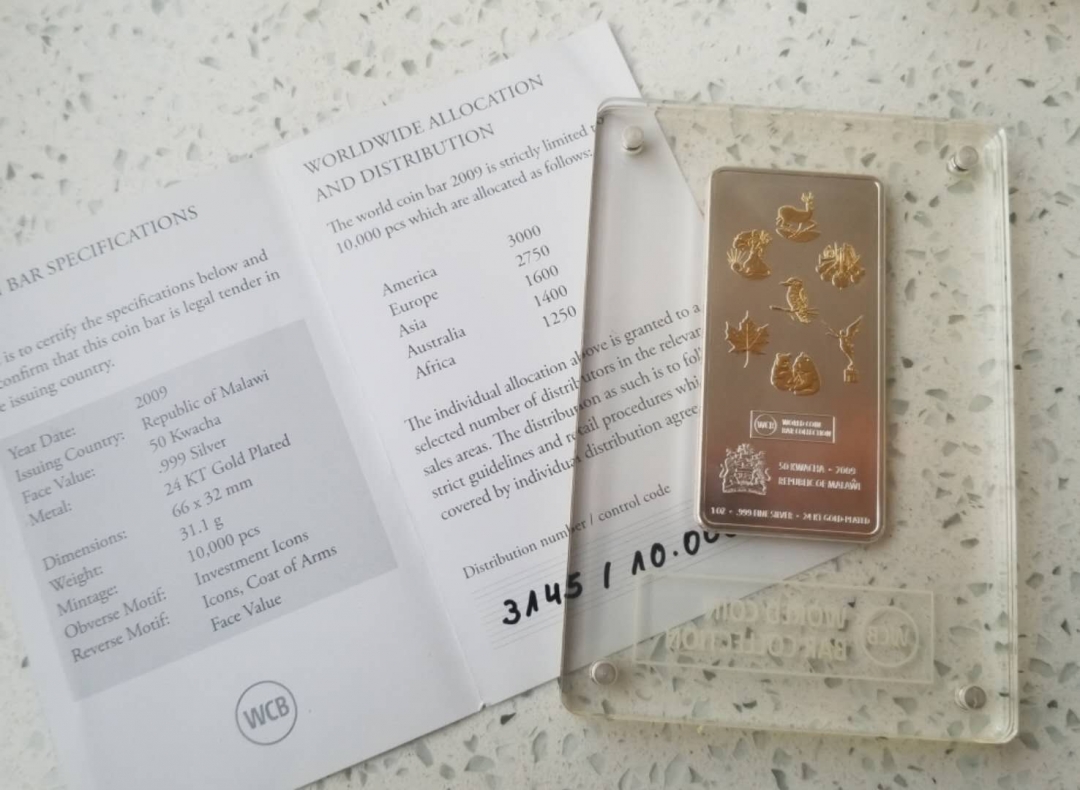 BAR SPECIFICATIONS
is to certify the specifications below and
confirm that this coin bar is legal tender in
issuing country.
Year Date: 2009
Issuing Country: Republic of Malawi
Face Value: 50 Kwacha
Metal: .999 Silver
24 KT Gold Plated
Dimensions: 66 x 32 mm
Weight: 31.1 g
Mintage: 10,000 pcs
Obverse Motif: Investment Icons
Reverse Motif: Icons, Coat of Arms
Face Value
WCB
WORLDWIDE ALLOCATION
AND DISTRIBUTION
The world coin bar 2009 is strictly limited
10,000 pcs which are allocated as follows:
America 3000
Europe 2750
Asia 1600
Australia 1400
Africa 1250
The individual allocation above is granted to a
selected number of distributors in the relevan
sales areas. The distribution as such is to fol
strict guidelines and retail procedures whi
covered by individual distribution agree
Distribution number / control code
3145 / 10.00
WCB WORLD COIN
BAR COLLECTION
50 KWACHA • 2009
REPUBLIC OF MALAWI
1 OZ • .999 FINE SILVER • 24 KT GOLD-PLATED
WCB WORLD COIN
BAR COLLECTION